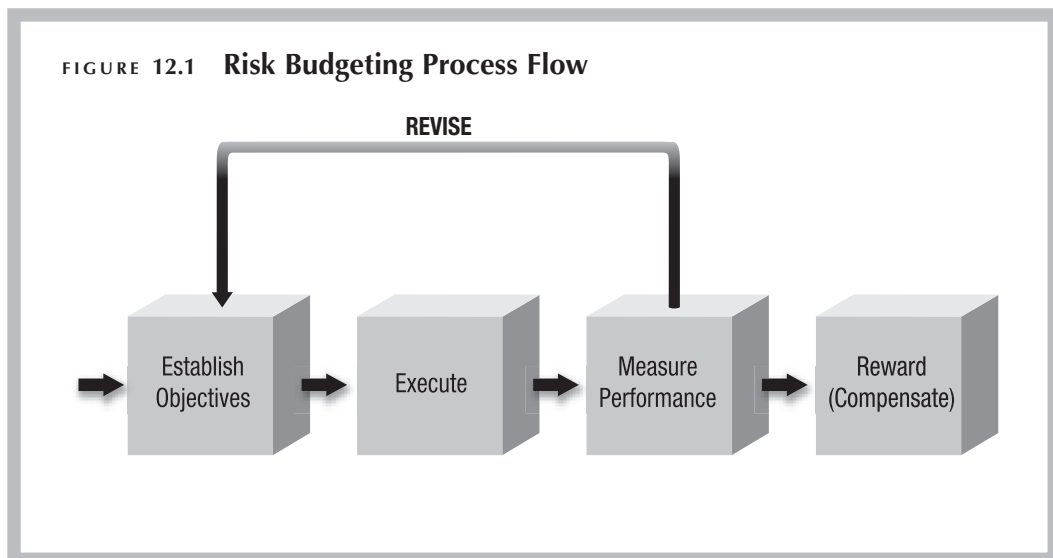 FIGURE 12.1 Risk Budgeting Process Flow
REVISE
Establish
Objectives
Execute
Measure
Performance
Reward
(Compensate)